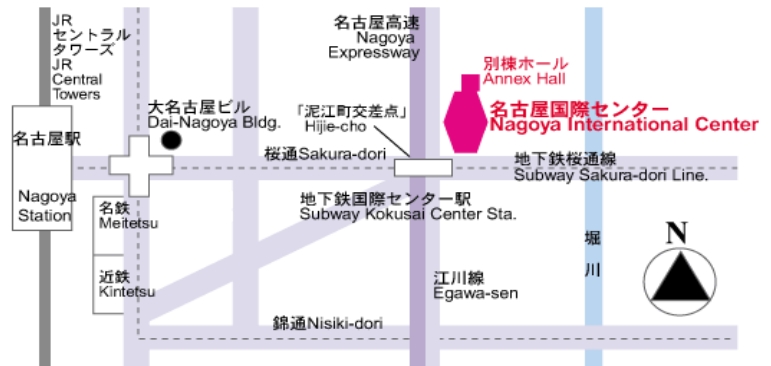 JR
セントラル
タワーズ
JR
Central
Towers
名古屋駅
Nagoya
Station
大名古屋ビル
Dai-Nagoya Bldg.
名鉄
Meitetsu
近鉄
Kintetsu
名古屋高速
Nagoya
Expressway
「泥江町交差点」
Hijie-cho
桜通Sakura-dori
地下鉄国際センター駅
Subway Kokusai Center Sta.
別棟ホール
Annex Hall
名古屋国際センター
Nagoya International Center
地下鉄桜通線
Subway Sakura-dori Line.
江川線
Egawa-sen
堀川
錦通Nisiki-dori
N